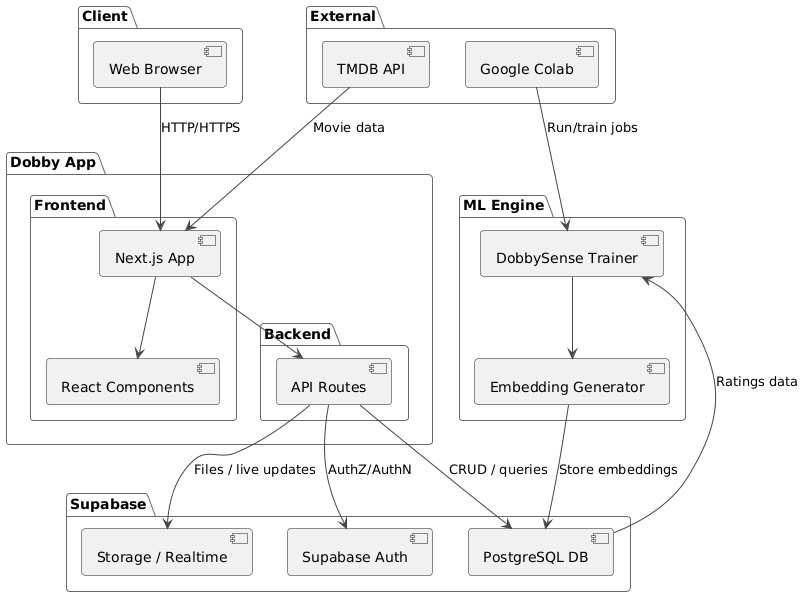 Client
External
Web Browser
TMDB API
Google Colab
HTTP/HTTPS
Movie data
Run/train jobs
Dobby App
Frontend
ML Engine
Next.js App
DobbySense Trainer
Backend
React Components
API Routes
Embedding Generator
Ratings data
Files / live updates
AuthZ/AuthN
CRUD / queries
Store embeddings
Supabase
Storage / Realtime
Supabase Auth
PostgreSQL DB